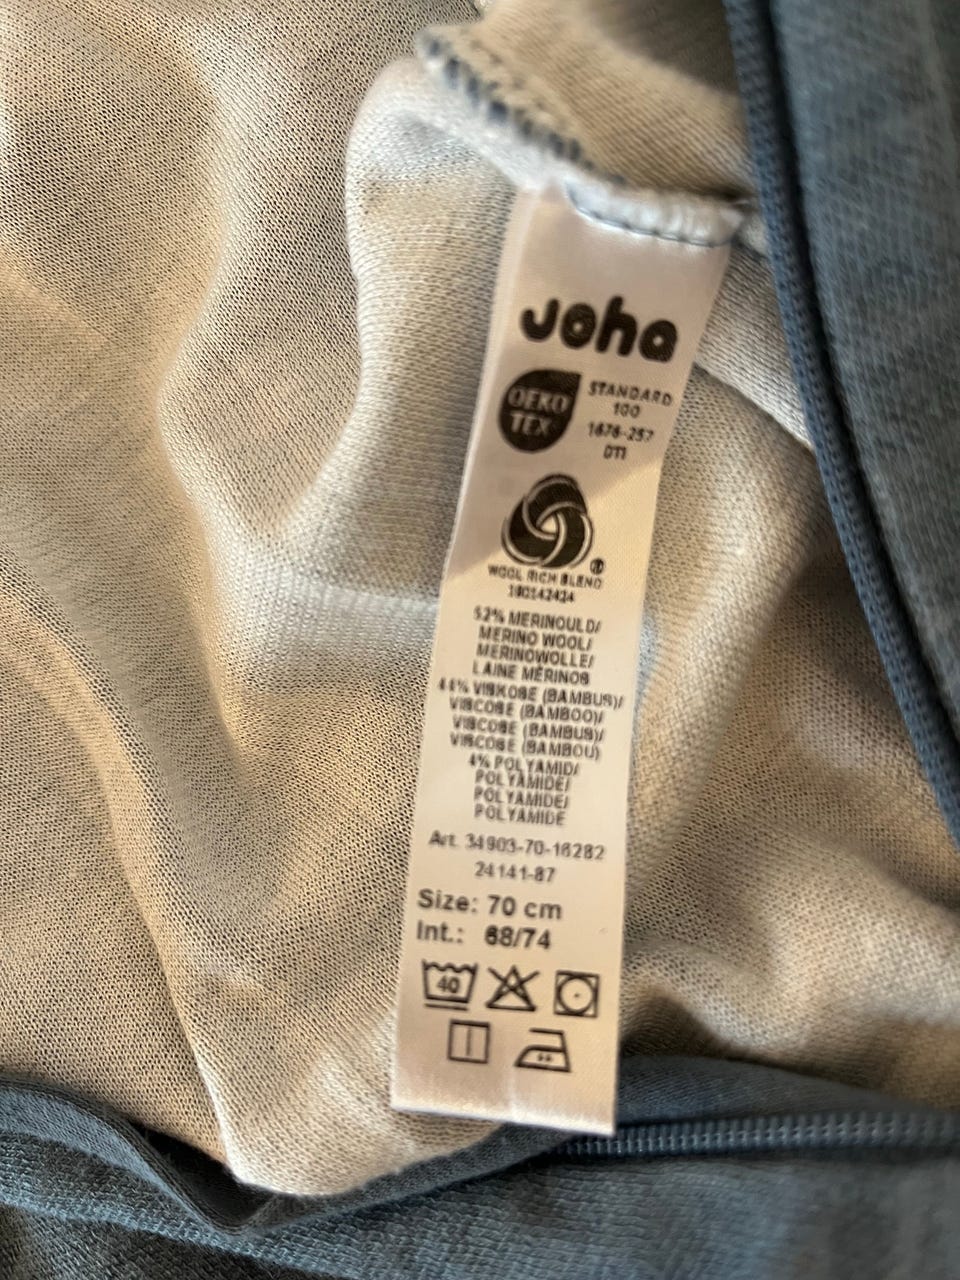 Joha
OEKO
TEX
STANDARD
100
1676-257
DTI
WOOL RICH BLEND
52% MERINOULD/
MERINO WOOL/
MERINOWOLLE/
LAINE MÉRINOS
44% VISKOSE (BAMBUS)/
VISCOSE (BAMBOO)/
VISCOSE (BAMBUS)/
VISCOSE (BAMBOU)
4% POLYAMID/
POLYAMIDE/
POLYAMIDE/
POLYAMIDE
Art. 34903-70-16282
24141-87
Size: 70 cm
Int.: 68/74
40